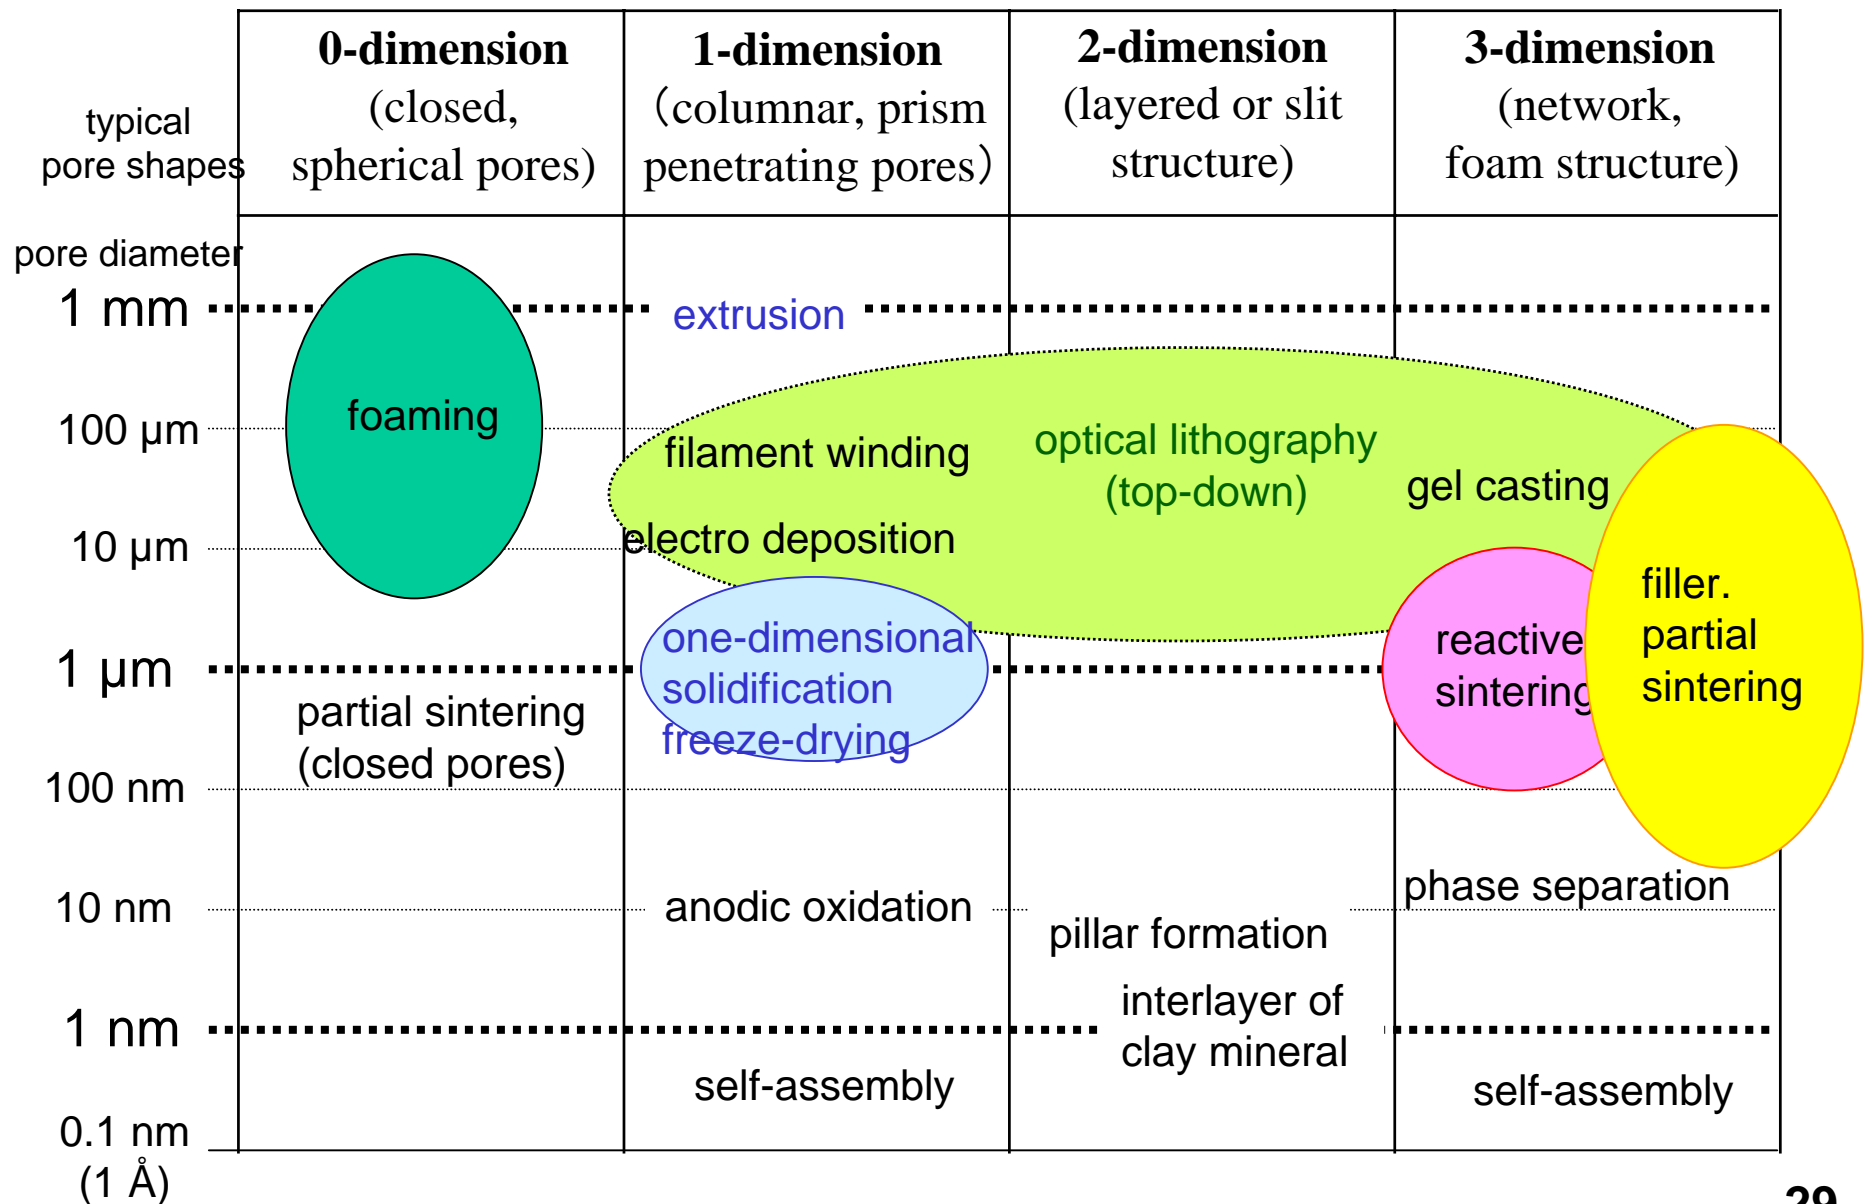 typical
pore shapes
0-dimension
(closed,
spherical pores)
1-dimension
（columnar, prism
penetrating pores）
2-dimension
(layered or slit
structure)
3-dimension
(network,
foam structure)
pore diameter
1 mm
extrusion
100 μm
foaming
filament winding
optical lithography
(top-down)
gel casting
10 μm
electro deposition
filler.
partial
sintering
1 μm
one-dimensional
solidification
freeze-drying
reactive
sintering
partial sintering
(closed pores)
100 nm
10 nm
anodic oxidation
pillar formation
phase separation
1 nm
interlayer of
clay mineral
self-assembly
self-assembly
0.1 nm
(1 Å)
29